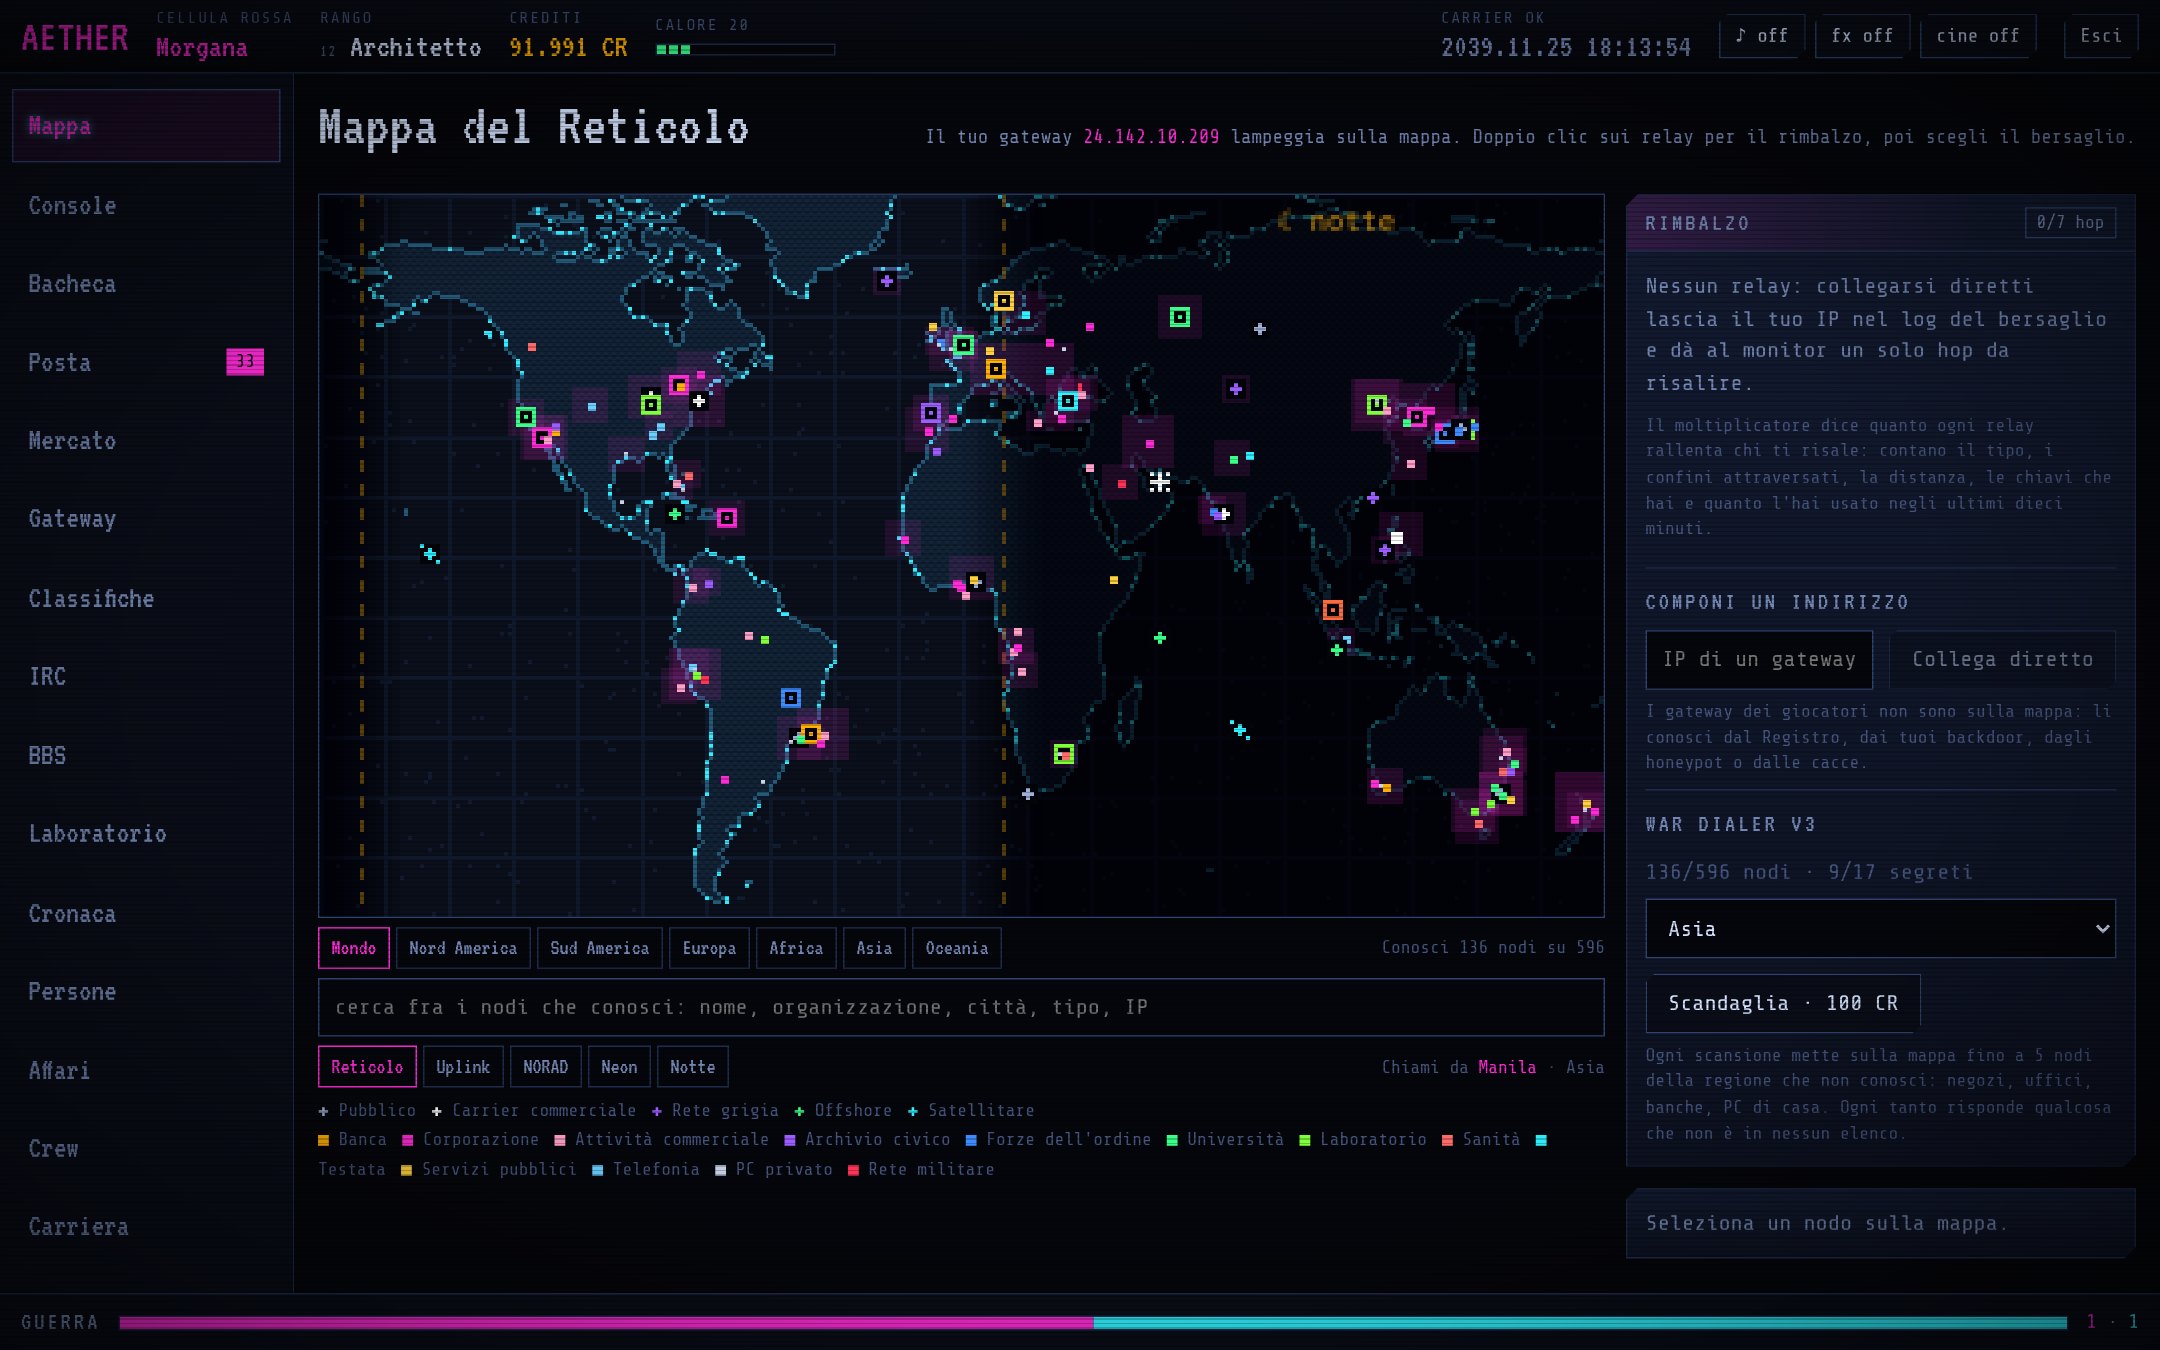 AETHER
CELLULA ROSSA
Morgana
RANGO
12 Architetto
CREDITI
91.991 CR
CALORE 20
CARRIER OK
2039.11.25 18:13:54
♪ off
fx off
cine off
Esci
Mappa
Console
Bacheca
Posta 33
Mercato
Gateway
Classifiche
IRC
BBS
Laboratorio
Cronaca
Persone
Affari
Crew
Carriera
Mappa del Reticolo
Il tuo gateway 24.142.10.209 lampeggia sulla mappa. Doppio clic sui relay per il rimbalzo, poi scegli il bersaglio.
notte
Mondo
Nord America
Sud America
Europa
Africa
Asia
Oceania
Conosci 136 nodi su 596
cerca fra i nodi che conosci: nome, organizzazione, città, tipo, IP
Reticolo
Uplink
NORAD
Neon
Notte
Chiami da Manila · Asia
Pubblico Carrier commerciale Rete grigia Offshore Satellitare
Banca Corporazione Attività commerciale Archivio civico Forze dell'ordine Università Laboratorio Sanità
Testata Servizi pubblici Telefonia PC privato Rete militare
RIMBALZO
0/7 hop
Nessun relay: collegarsi diretti
lascia il tuo IP nel log del bersaglio
e dà al monitor un solo hop da
risalire.
Il moltiplicatore dice quanto ogni relay
rallenta chi ti risale: contano il tipo, i
confini attraversati, la distanza, le chiavi che
hai e quanto l'hai usato negli ultimi dieci
minuti.
COMPONI UN INDIRIZZO
IP di un gateway
Collega diretto
I gateway dei giocatori non sono sulla mappa: li
conosci dal Registro, dai tuoi backdoor, dagli
honeypot o dalle cacce.
WAR DIALER V3
136/596 nodi · 9/17 segreti
Asia
Scandaglia · 100 CR
Ogni scansione mette sulla mappa fino a 5 nodi
della regione che non conosci: negozi, uffici,
banche, PC di casa. Ogni tanto risponde qualcosa
che non è in nessun elenco.
Seleziona un nodo sulla mappa.
GUERRA
1 · 1